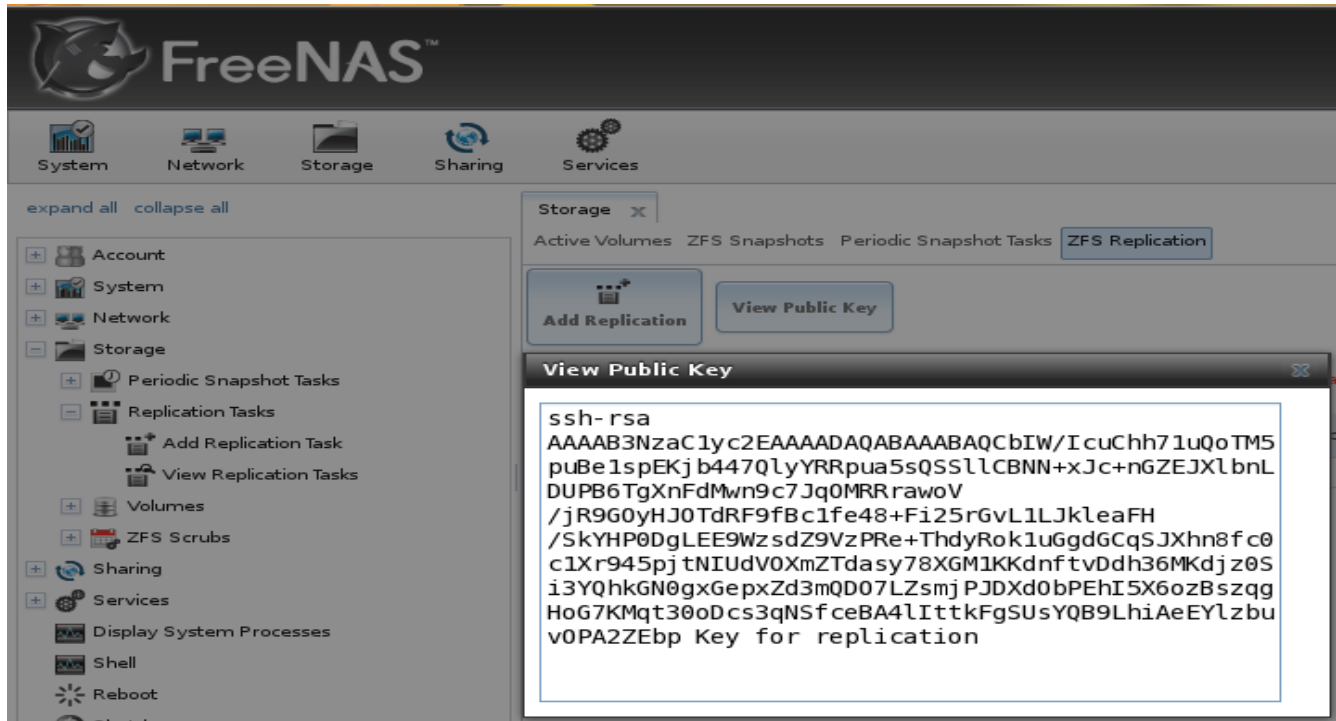 FreeNAS™
System
Network
Storage
Sharing
Services
expand all collapse all
Account
System
Network
Storage
Periodic Snapshot Tasks
Replication Tasks
Add Replication Task
View Replication Tasks
Volumes
ZFS Scrubs
Sharing
Services
Display System Processes
Shell
Reboot
Storage
Active Volumes ZFS Snapshots Periodic Snapshot Tasks ZFS Replication
Add Replication
View Public Key
View Public Key
ssh-rsa
AAAAB3NzaC1yc2EAAAADAQABAAABAQCbIW/IcuChh71uQoTM5
puBe1spEKjb447QlyYRRpua5sQSSllCBNN+xJc+nGZEJXlbnL
DUPB6TgXnFdMwn9c7JqOMRRrawoV
/jR9GOyHJOTdRF9fBc1fe48+Fi25rGvL1LJkleaFH
/SkYHP0DgLEE9WzsdZ9VzPRe+ThdyRok1uGgdGCqSJXhn8fc0
c1Xr945pjtNIUdVOXmZTdasy78XGM1KKdnftvDdh36MKdjz0S
i3YQhkGN0gxGepxZd3mQDO7LZsmjPJDXdObPEhI5X6ozBszqg
HoG7KMqt30oDcs3qNSfceBA4lIttkFgSUsYQB9LhiAeEYlzbu
vOPA2ZEbp Key for replication